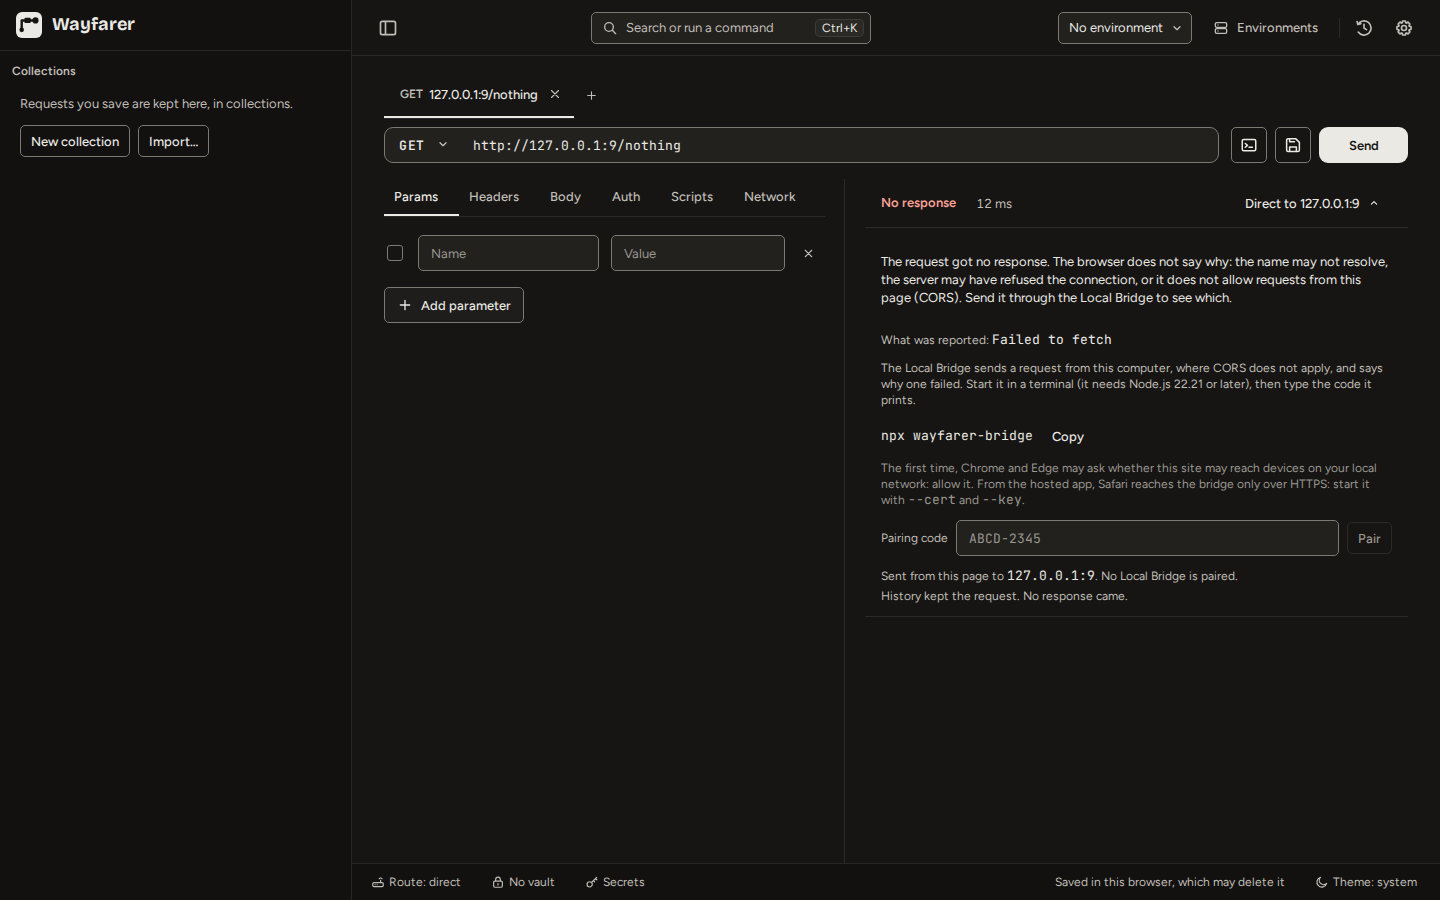 Wayfarer
Search or run a command
Ctrl+K
No environment
Environments
Collections
Requests you save are kept here, in collections.
New collection
Import...
GET 127.0.0.1:9/nothing
GET
http://127.0.0.1:9/nothing
Send
Params
Headers
Body
Auth
Scripts
Network
Name
Value
Add parameter
No response
12 ms
Direct to 127.0.0.1:9
The request got no response. The browser does not say why: the name may not resolve,
the server may have refused the connection, or it does not allow requests from this
page (CORS). Send it through the Local Bridge to see which.
What was reported: Failed to fetch
The Local Bridge sends a request from this computer, where CORS does not apply, and says
why one failed. Start it in a terminal (it needs Node.js 22.21 or later), then type the code it
prints.
npx wayfarer-bridge
Copy
The first time, Chrome and Edge may ask whether this site may reach devices on your local
network: allow it. From the hosted app, Safari reaches the bridge only over HTTPS: start it
with --cert and --key.
Pairing code
ABCD-2345
Pair
Sent from this page to 127.0.0.1:9. No Local Bridge is paired.
History kept the request. No response came.
Route: direct
No vault
Secrets
Saved in this browser, which may delete it
Theme: system